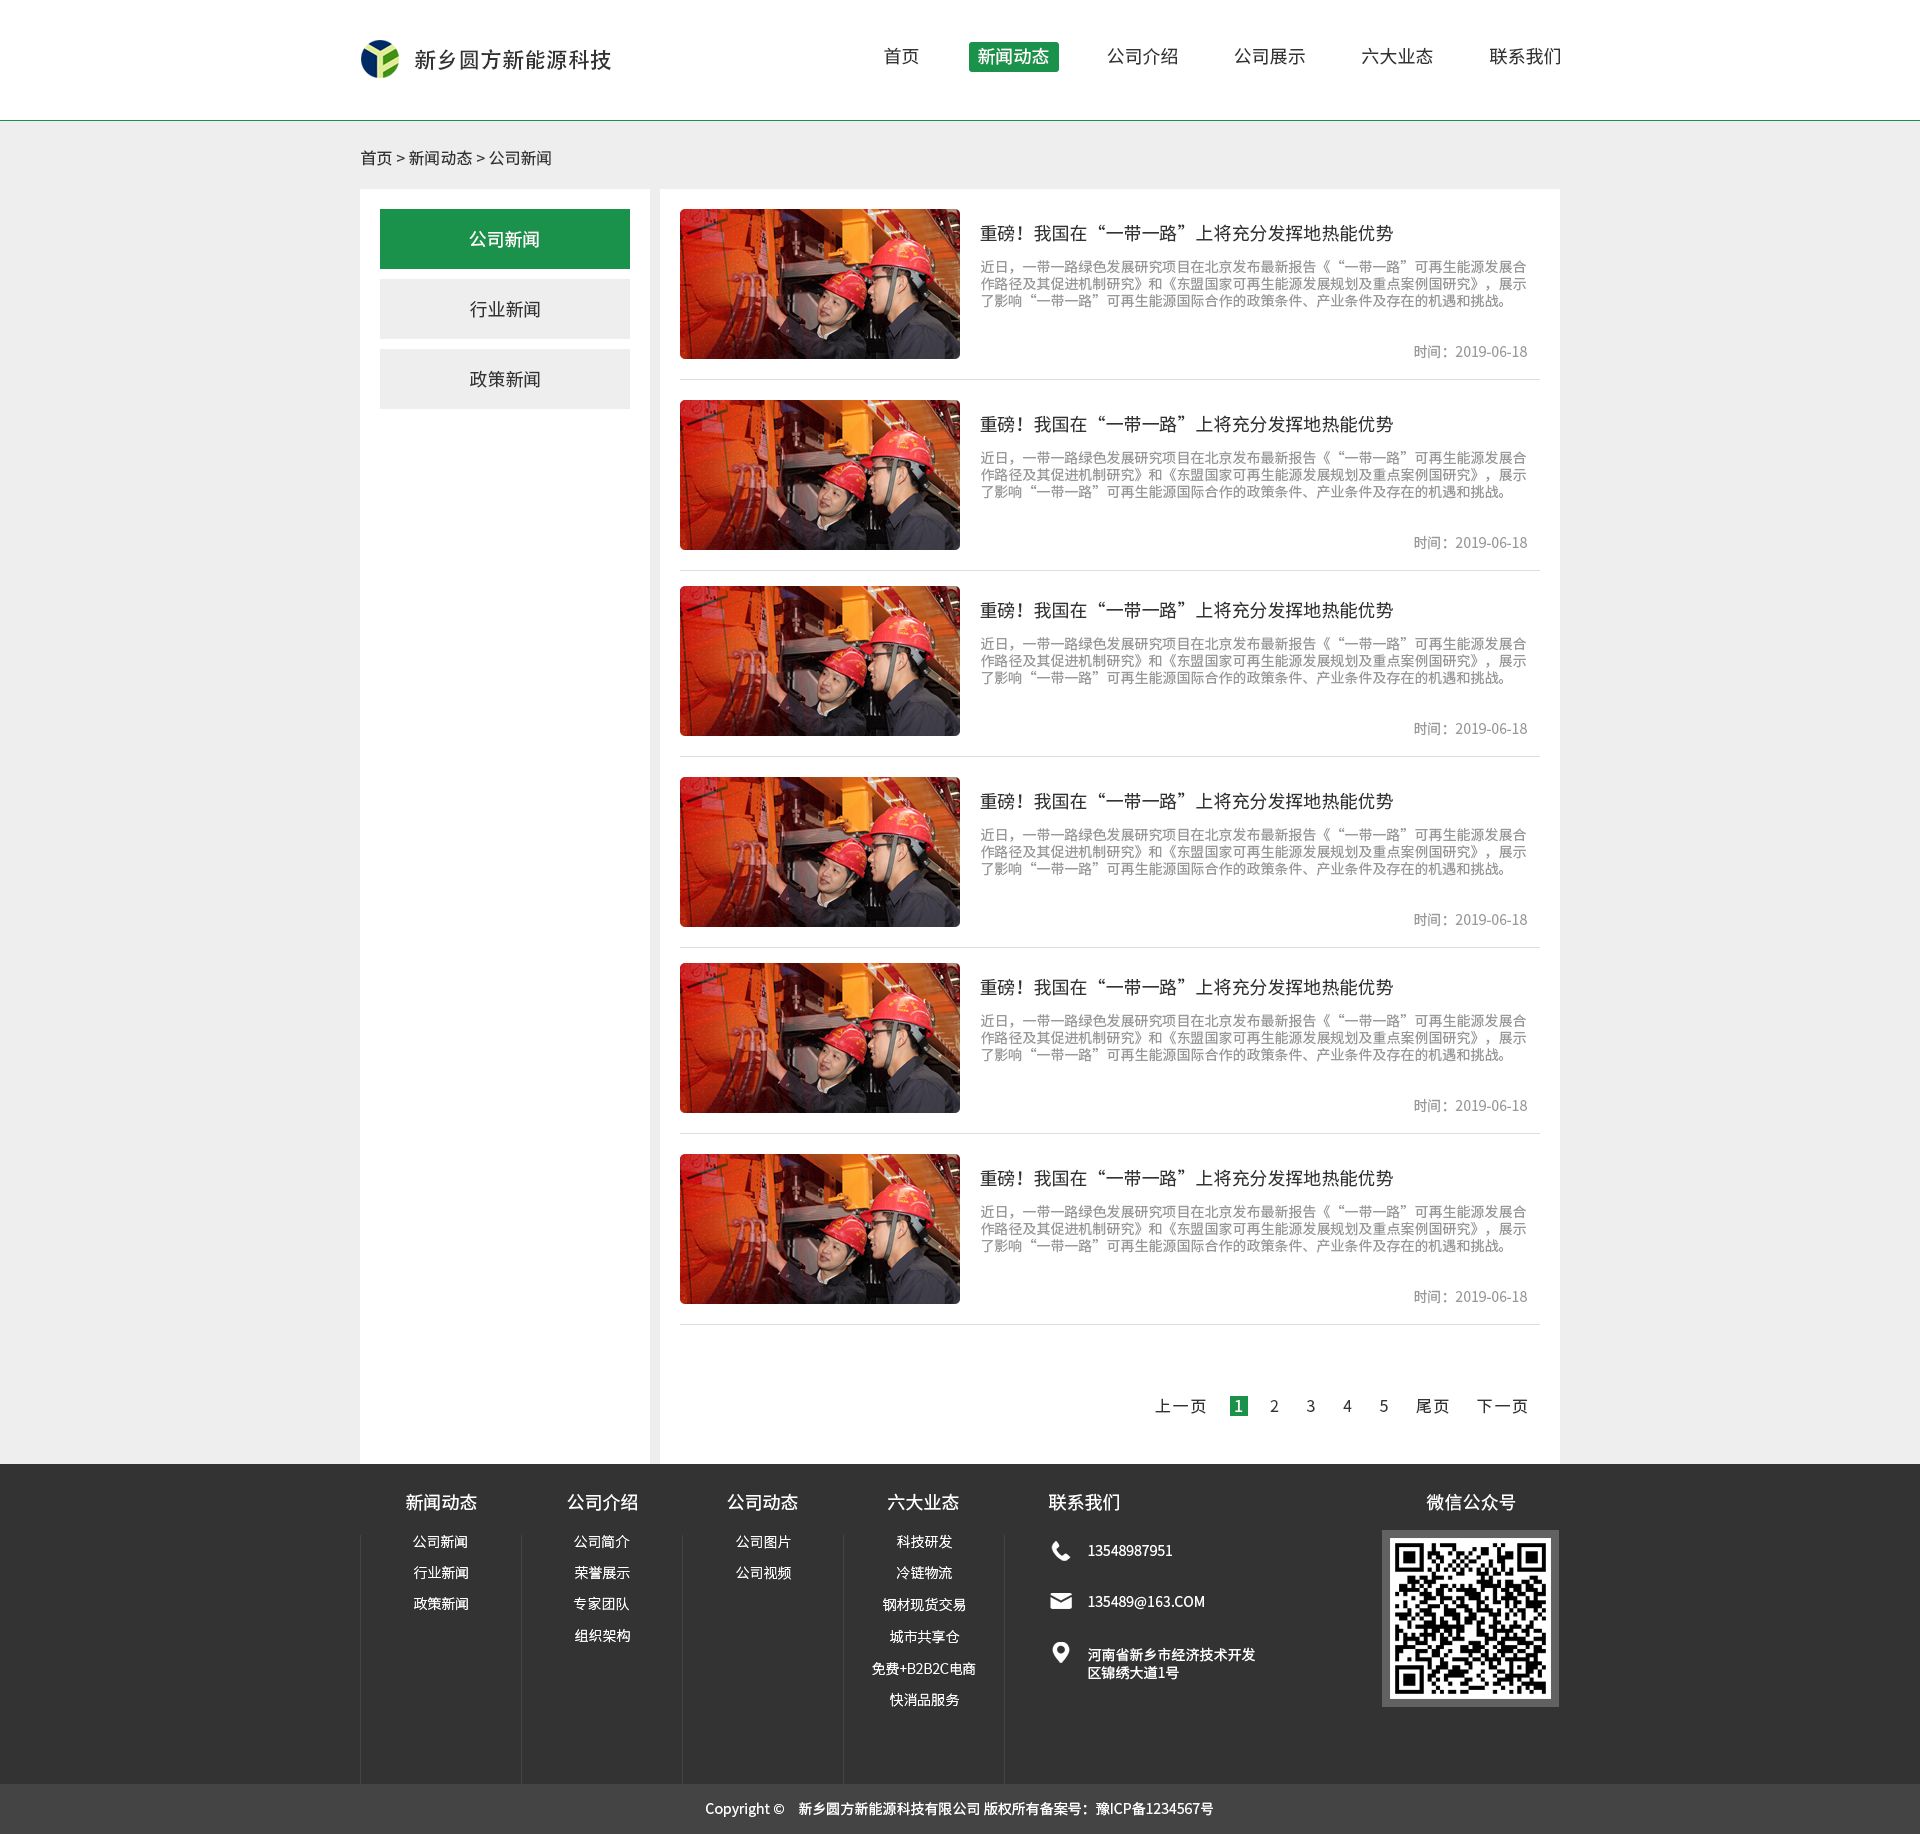 新乡圆方新能源科技
首页 新闻动态 公司介绍 公司展示 六大业态 联系我们
首页 > 新闻动态 > 公司新闻
公司新闻
行业新闻
政策新闻
重磅！我国在“一带一路”上将充分发挥地热能优势
近日，一带一路绿色发展研究项目在北京发布最新报告《“一带一路”可再生能源发展合
作路径及其促进机制研究》和《东盟国家可再生能源发展规划及重点案例国研究》，展示
了影响“一带一路”可再生能源国际合作的政策条件、产业条件及存在的机遇和挑战。
时间：2019-06-18
重磅！我国在“一带一路”上将充分发挥地热能优势
近日，一带一路绿色发展研究项目在北京发布最新报告《“一带一路”可再生能源发展合
作路径及其促进机制研究》和《东盟国家可再生能源发展规划及重点案例国研究》，展示
了影响“一带一路”可再生能源国际合作的政策条件、产业条件及存在的机遇和挑战。
时间：2019-06-18
重磅！我国在“一带一路”上将充分发挥地热能优势
近日，一带一路绿色发展研究项目在北京发布最新报告《“一带一路”可再生能源发展合
作路径及其促进机制研究》和《东盟国家可再生能源发展规划及重点案例国研究》，展示
了影响“一带一路”可再生能源国际合作的政策条件、产业条件及存在的机遇和挑战。
时间：2019-06-18
重磅！我国在“一带一路”上将充分发挥地热能优势
近日，一带一路绿色发展研究项目在北京发布最新报告《“一带一路”可再生能源发展合
作路径及其促进机制研究》和《东盟国家可再生能源发展规划及重点案例国研究》，展示
了影响“一带一路”可再生能源国际合作的政策条件、产业条件及存在的机遇和挑战。
时间：2019-06-18
重磅！我国在“一带一路”上将充分发挥地热能优势
近日，一带一路绿色发展研究项目在北京发布最新报告《“一带一路”可再生能源发展合
作路径及其促进机制研究》和《东盟国家可再生能源发展规划及重点案例国研究》，展示
了影响“一带一路”可再生能源国际合作的政策条件、产业条件及存在的机遇和挑战。
时间：2019-06-18
重磅！我国在“一带一路”上将充分发挥地热能优势
近日，一带一路绿色发展研究项目在北京发布最新报告《“一带一路”可再生能源发展合
作路径及其促进机制研究》和《东盟国家可再生能源发展规划及重点案例国研究》，展示
了影响“一带一路”可再生能源国际合作的政策条件、产业条件及存在的机遇和挑战。
时间：2019-06-18
上一页 1 2 3 4 5 尾页 下一页
新闻动态
公司新闻
行业新闻
政策新闻
公司介绍
公司简介
荣誉展示
专家团队
组织架构
公司动态
公司图片
公司视频
六大业态
科技研发
冷链物流
钢材现货交易
城市共享仓
免费+B2B2C电商
快消品服务
联系我们
13548987951
135489@163.COM
河南省新乡市经济技术开发
区锦绣大道1号
微信公众号
Copyright © 新乡圆方新能源科技有限公司 版权所有备案号：豫ICP备1234567号